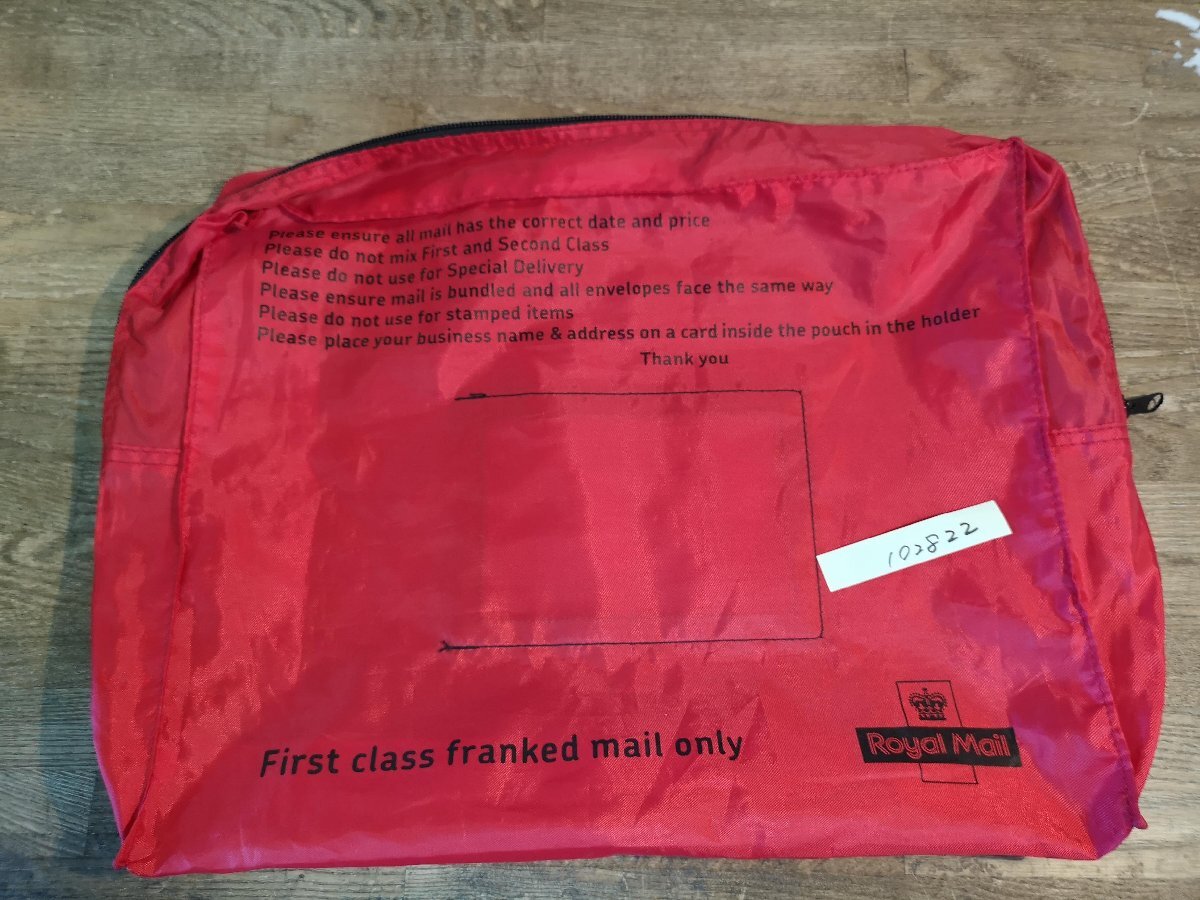 Please ensure all mail has the correct date and price
Please do not mix First and Second Class
Please do not use for Special Delivery
Please ensure mail is bundled and all envelopes face the same way
Please do not use for stamped items
Please place your business name & address on a card inside the pouch in the holder
Thank you
102822
First class franked mail only
Royal Mail